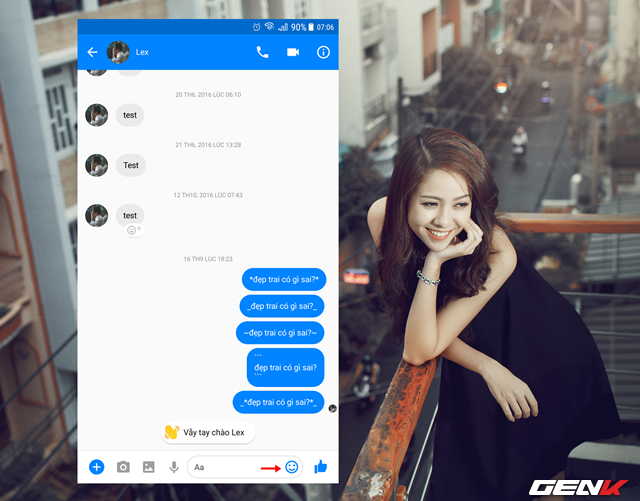 90% 07:06
Lex
20 TH6, 2016 LÚC 06:10
test
21 TH6, 2016 LÚC 13:28
Test
12 TH10, 2016 LÚC 07:43
test
16 TH9 LÚC 18:23
*đẹp trai có gì sai?*
_đẹp trai có gì sai?_
~đẹp trai có gì sai?~
```
đẹp trai có gì sai?
```
_*đẹp trai có gì sai?*_
Vẫy tay chào Lex
Aa
GENK